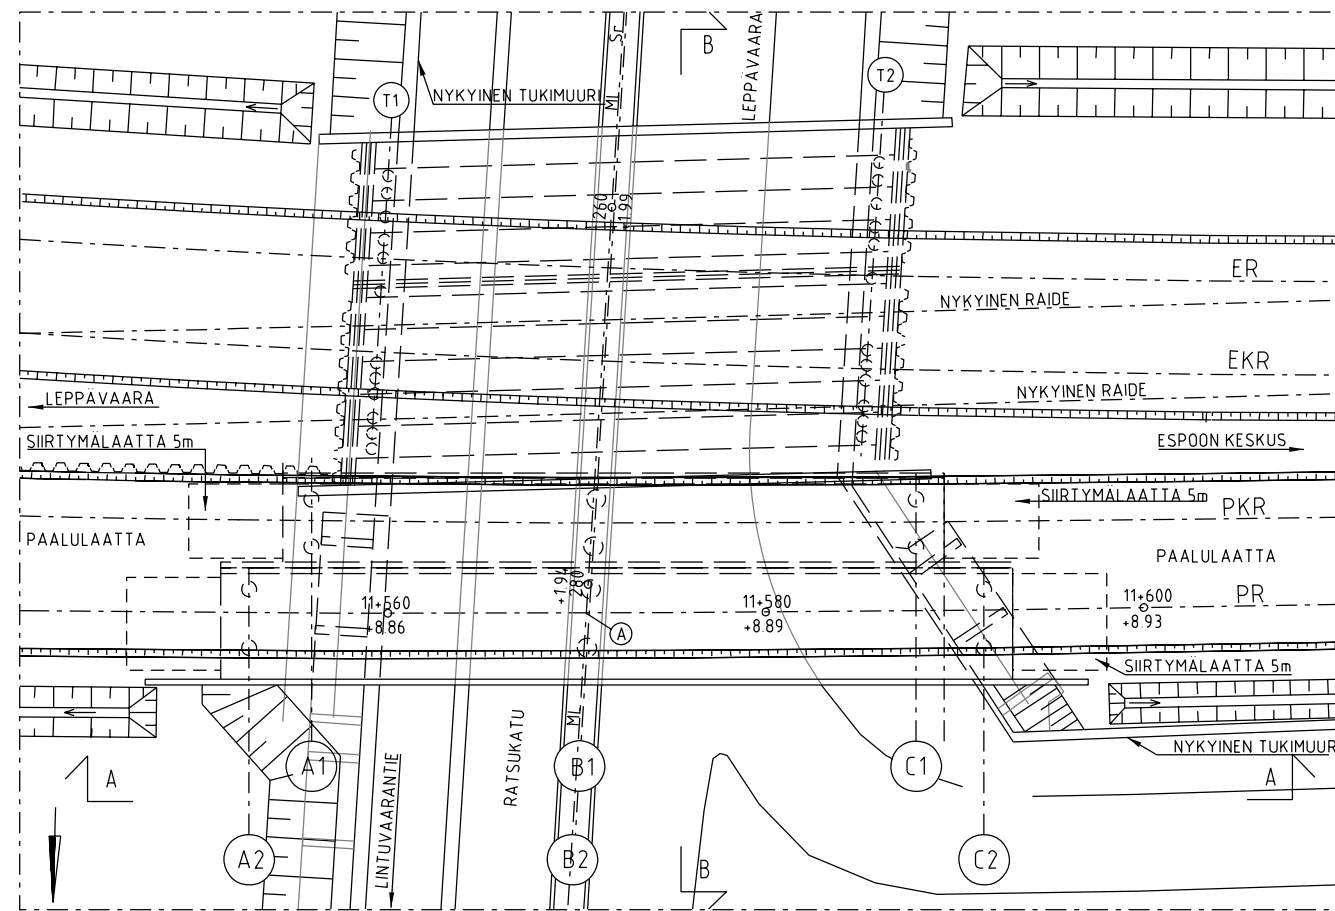 B
SL
LEPPÄVAARA
T2
T1
NYKYINEN TUKIMUURI
ML
260
199
ER
NYKYINEN RAIDE
EKR
NYKYINEN RAIDE
LEPPÄVAARA
SIIRTYMÄLAATTA 5m
ESPOON KESKUS
SIIRTYMÄLAATTA 5m
PKR
PAALULAATTA
PAALULAATTA
+194
280
11+560
+8.86
11+580
+8.89
11+600
+8.93
PR
A
SIIRTYMÄLAATTA 5m
ML
RATSUKATU
NYKYINEN TUKIMUUR
A
A1
B1
C1
A
LINTUVAARANTIE
A2
B2
C2
B